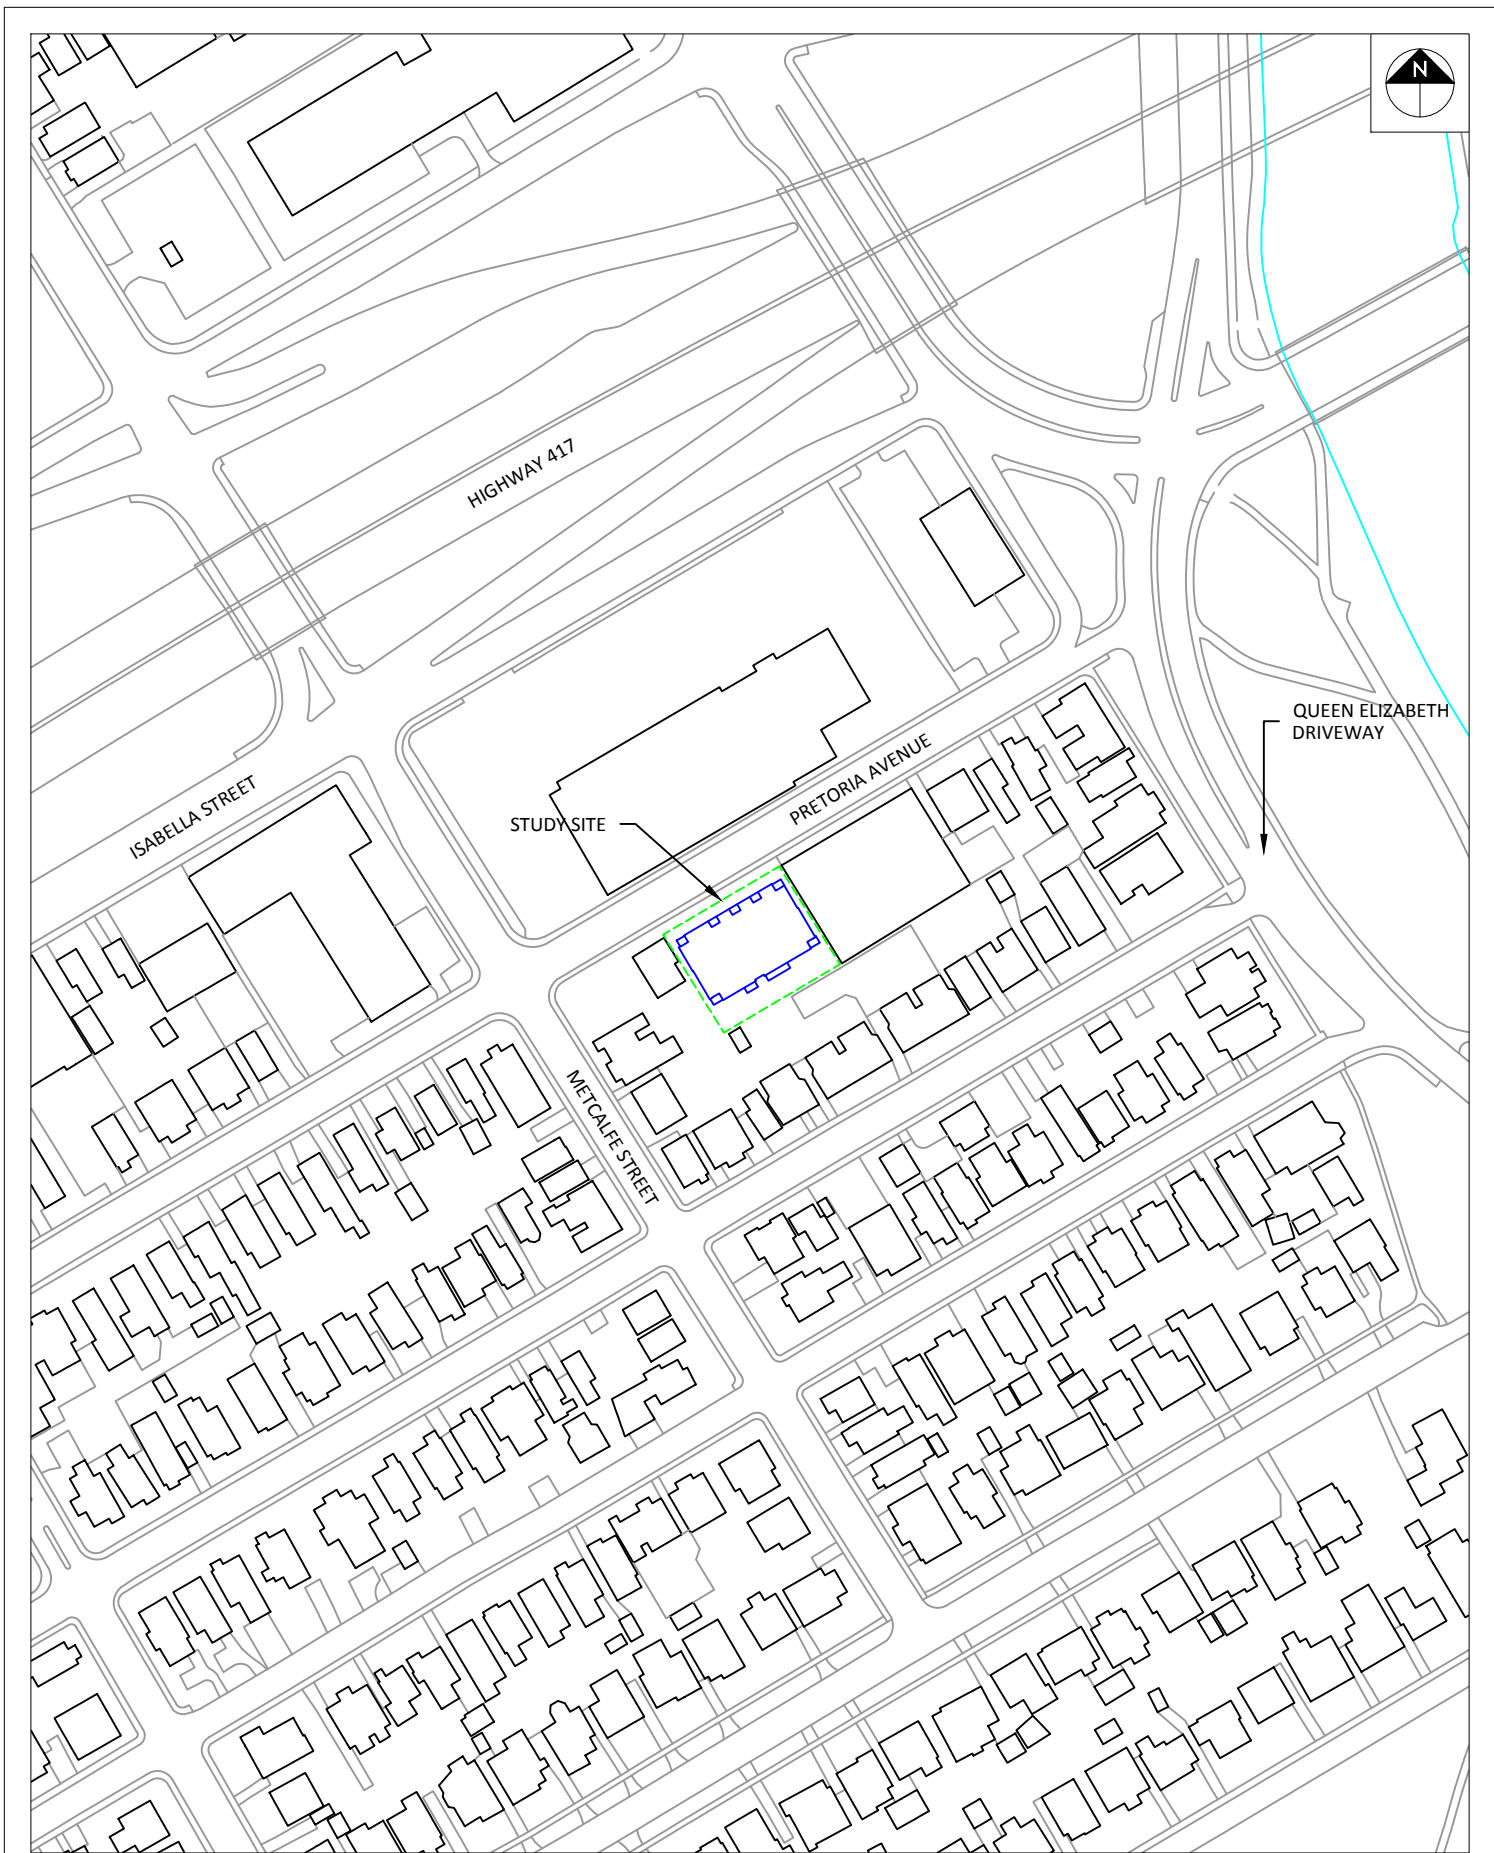 N
HIGHWAY 417
QUEEN ELIZABETH
DRIVEWAY
PRETORIA AVENUE
ISABELLA STREET
STUDY SITE
METCALFE STREET